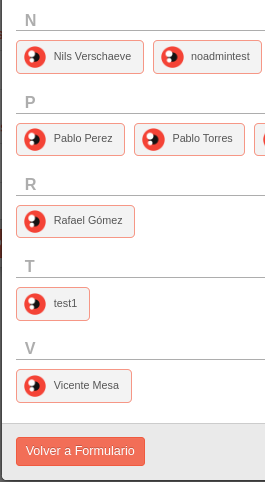 N
Nils Verschaeve noadmintest
P
Pablo Perez Pablo Torres
R
Rafael Gómez
T
test1
V
Vicente Mesa
Volver a Formulario